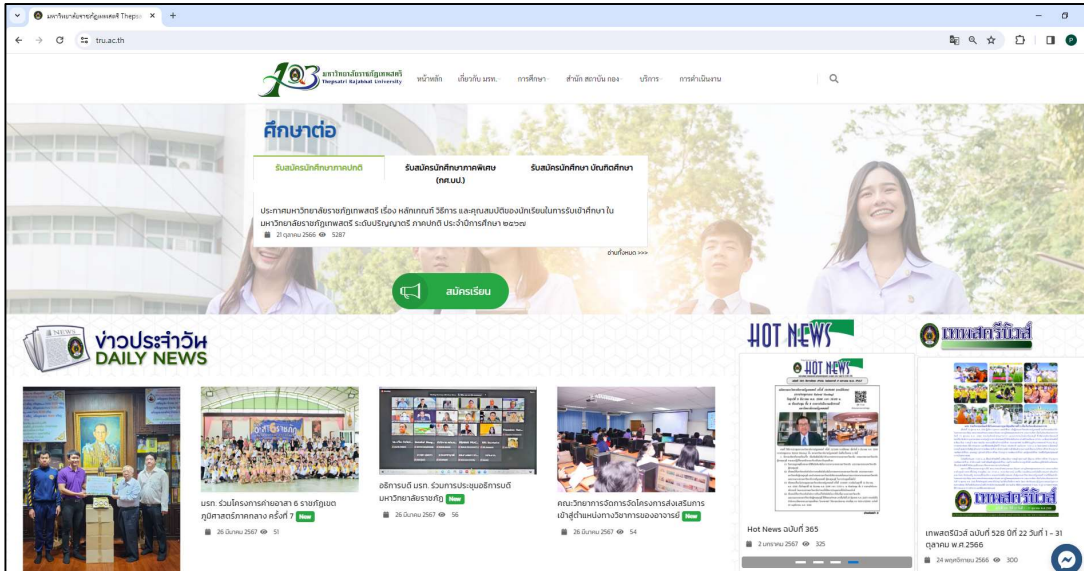 มหาวิทยาลัยราชภัฏเทพสตรี Theps
tru.ac.th
มหาวิทยาลัยราชภัฏเทพสตรี
Thepsatri Rajabhat University
หน้าหลัก เกี่ยวกับ มรท. การศึกษา สำนัก สถาบัน กอง บริการ การดำเนินงาน
ศึกษาต่อ
รับสมัครนักศึกษาภาคปกติ
รับสมัครนักศึกษาภาคพิเศษ
(กศ.บป.)
รับสมัครนักศึกษา บัณฑิตศึกษา
ประกาศมหาวิทยาลัยราชภัฏเทพสตรี เรื่อง หลักเกณฑ์ วิธีการ และคุณสมบัติของนักเรียนในการรับเข้าศึกษา ใน
มหาวิทยาลัยราชภัฏเทพสตรี ระดับปริญญาตรี ภาคปกติ ประจำปีการศึกษา ๒๕๖๗
21 ตุลาคม 2566 5287
อ่านทั้งหมด >>>
สมัครเรียน
NEWS
ข่าวประจำวัน
DAILY NEWS
มรท. ร่วมโครงการค่ายอาสา 6 ราชภัฏเขต
ภูมิศาสตร์ภาคกลาง ครั้งที่ 7 New
26 มีนาคม 2567 51
อธิการบดี มรท. ร่วมการประชุมอธิการบดี
มหาวิทยาลัยราชภัฏ New
26 มีนาคม 2567 56
คณะวิทยาการจัดการจัดโครงการส่งเสริมการ
เข้าสู่ตำแหน่งทางวิชาการของอาจารย์ New
26 มีนาคม 2567 54
HOT NEWS
HOT NEWS
Hot News ฉบับที่ 365
2 มกราคม 2567 325
เทพสตรีนิวส์
เทพสตรีนิวส์
เทพสตรีนิวส์ ฉบับที่ 528 ปีที่ 22 วันที่ 1 - 31
ตุลาคม พ.ศ.2566
24 พฤศจิกายน 2566 300